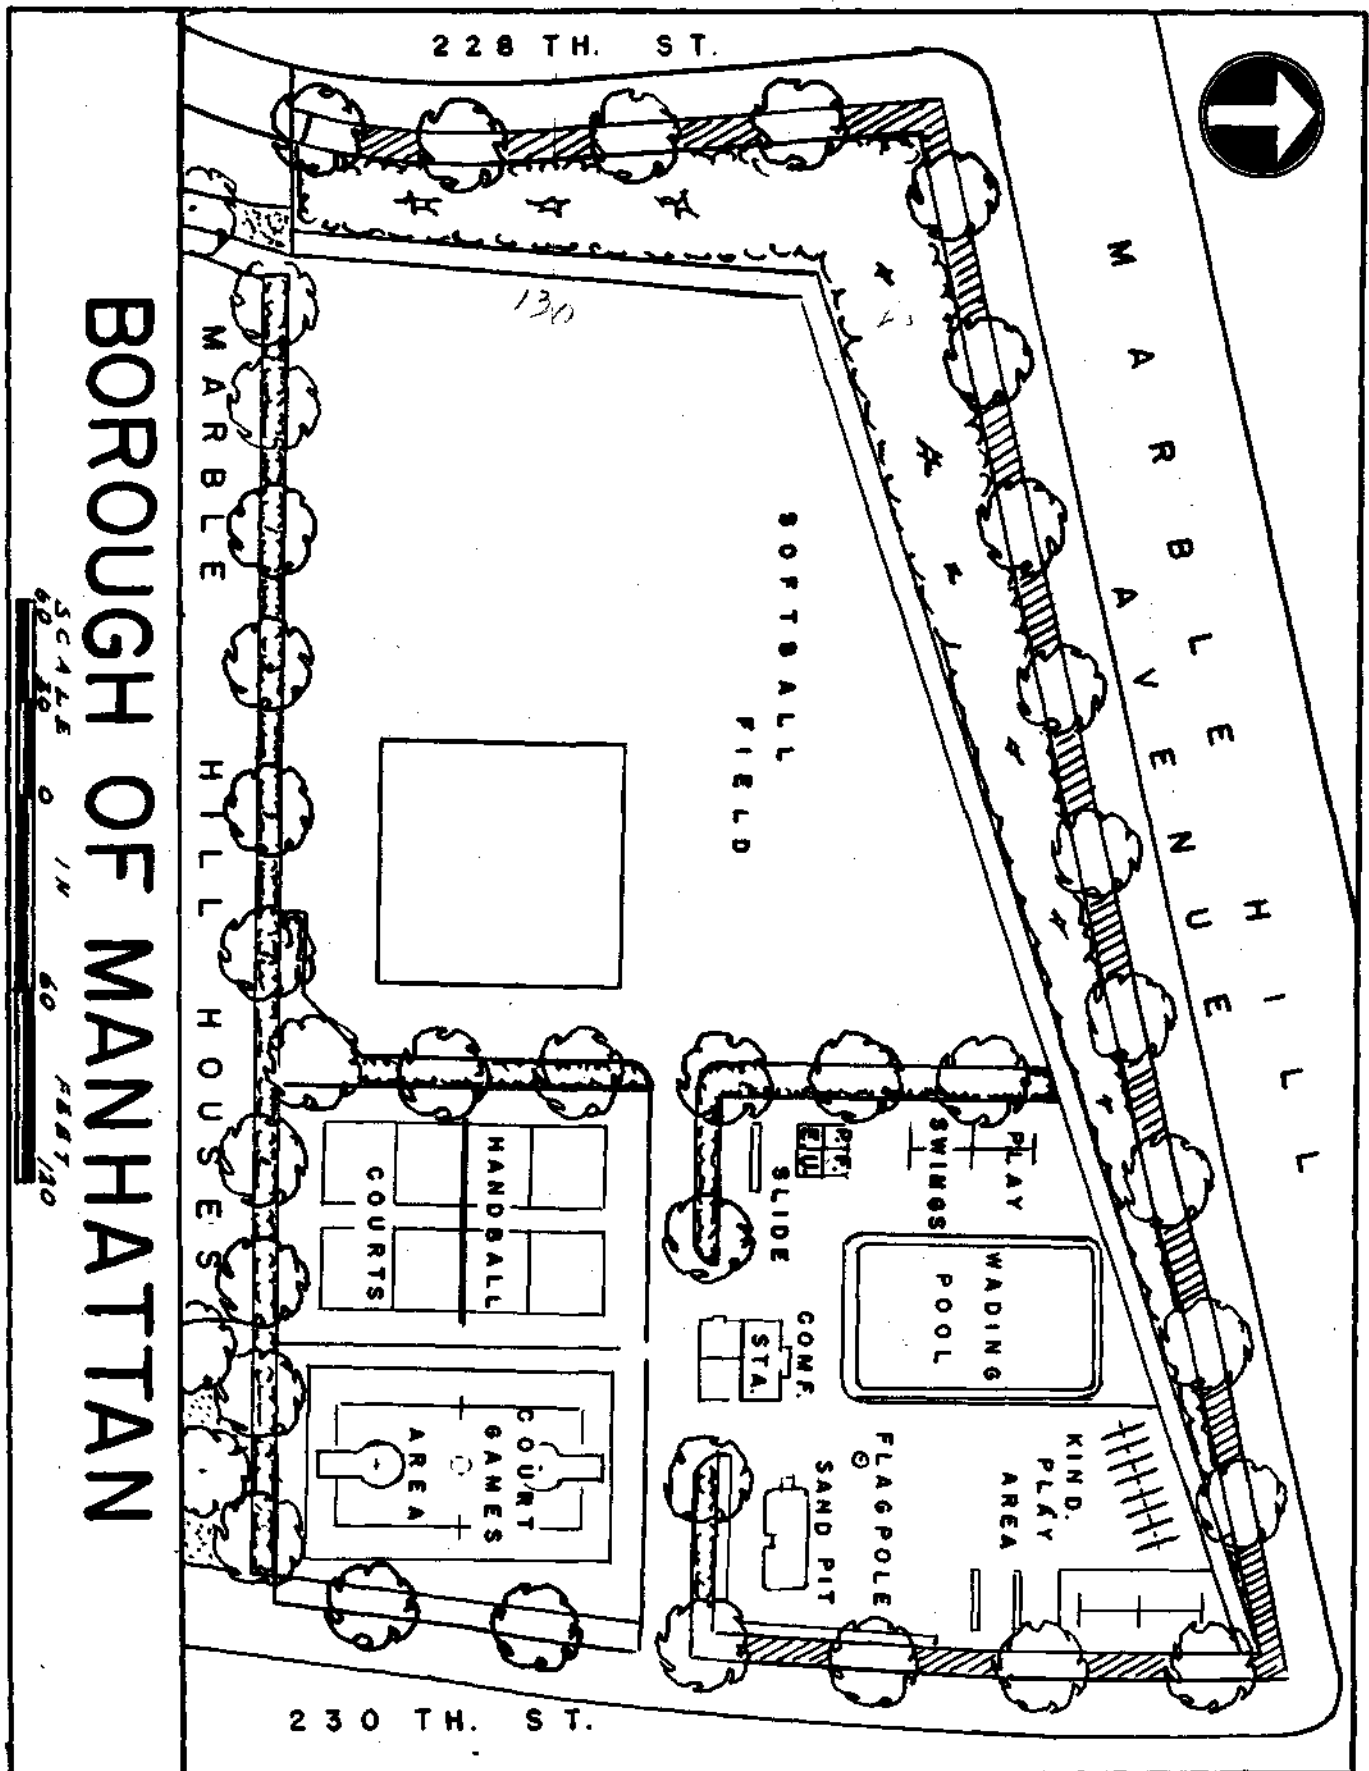 228 TH. ST.
MARBLE HILL
AVENUE
130
SOFTBALL
FIELD
MARBLE HILL HOUSES
HANDBALL
COURTS
COURT
GAMES
AREA
PLAY
SWINGS
P.T.F.
E.U.
SLIDE
WADING
POOL
COMF.
STA.
KIND.
PLAY
AREA
FLAGPOLE
SAND PIT
230 TH. ST.
BOROUGH OF MANHATTAN
SCALE IN FEET
60 30 0 60 120